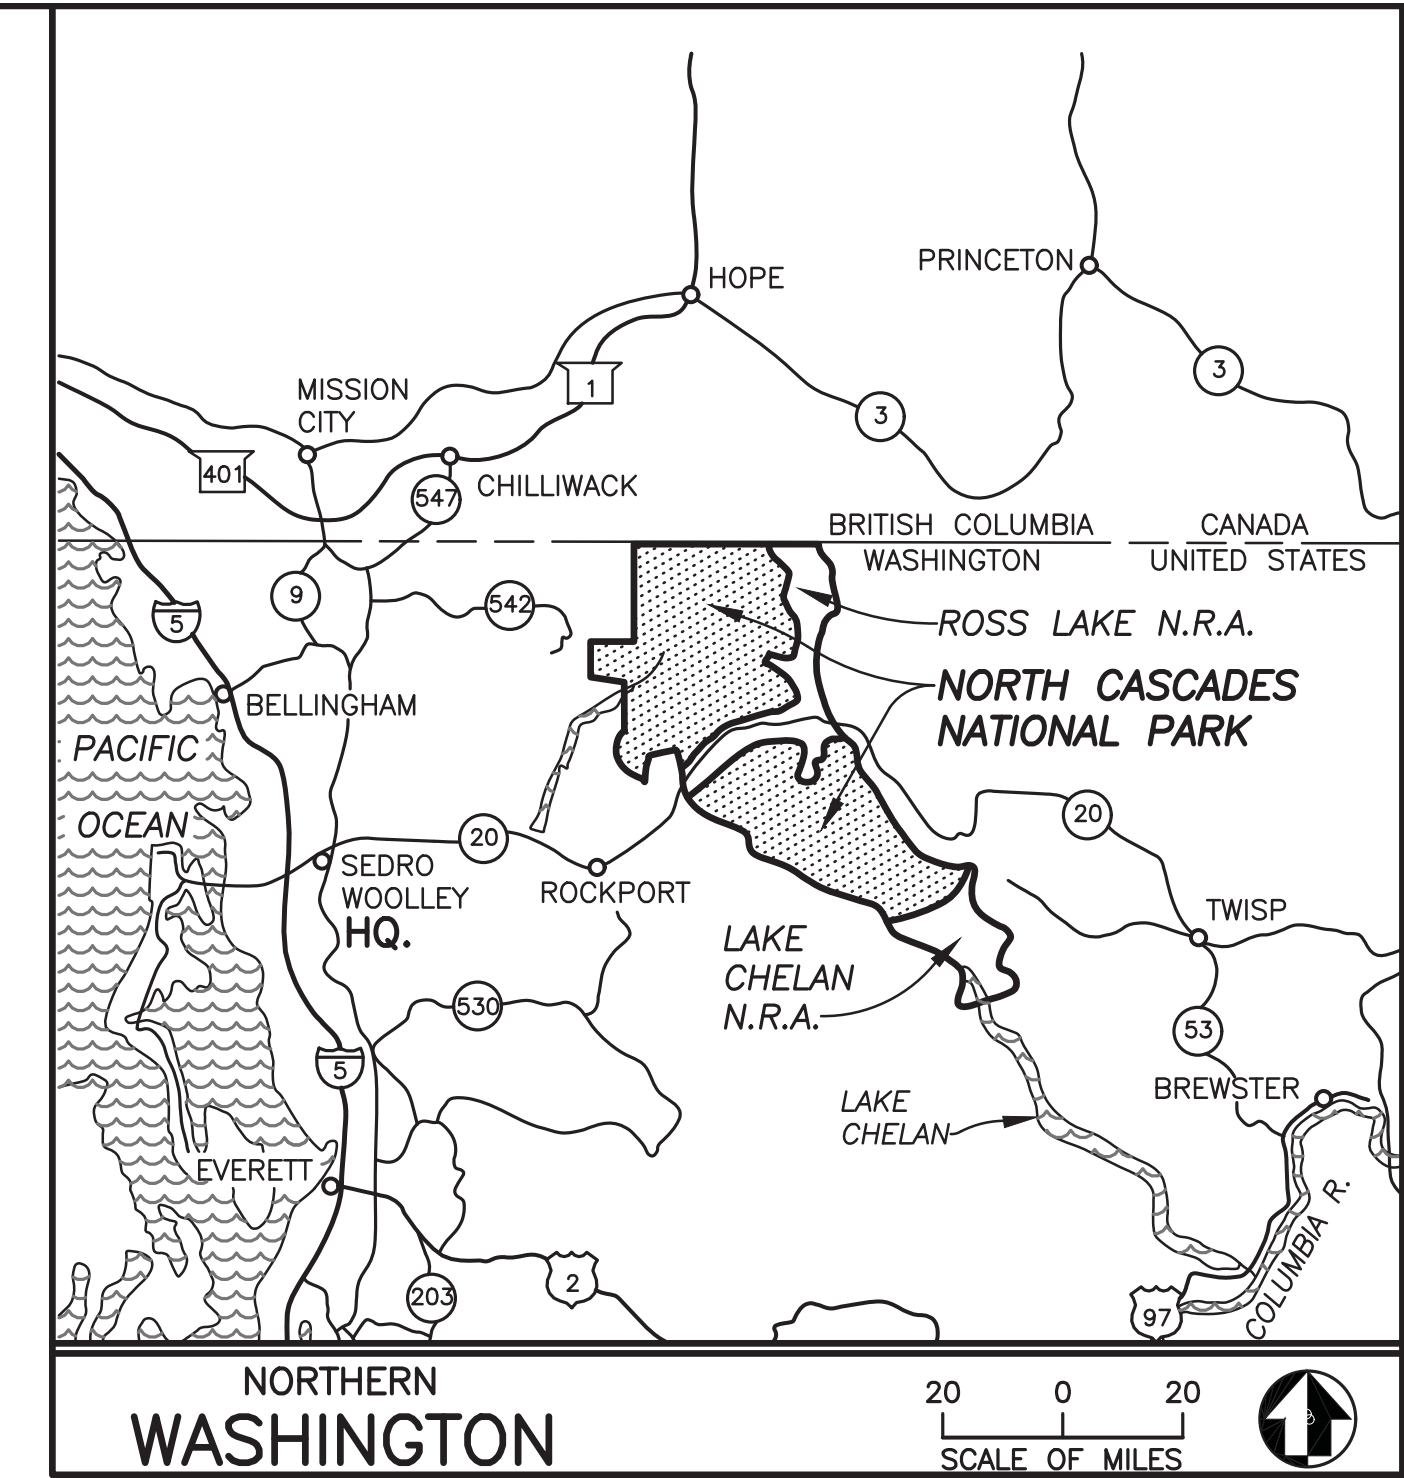 HOPE
PRINCETON
MISSION
CITY
1
3
3
401
547
CHILLIWACK
BRITISH COLUMBIA
CANADA
WASHINGTON
UNITED STATES
9
542
5
ROSS LAKE N.R.A.
NORTH CASCADES
NATIONAL PARK
BELLINGHAM
PACIFIC
OCEAN
20
20
SEDRO
WOOLLEY
HQ.
ROCKPORT
TWISP
LAKE
CHELAN
N.R.A.
530
53
5
BREWSTER
LAKE
CHELAN
EVERETT
COLUMBIA R.
203
2
97
NORTHERN
WASHINGTON
20 0 20
SCALE OF MILES